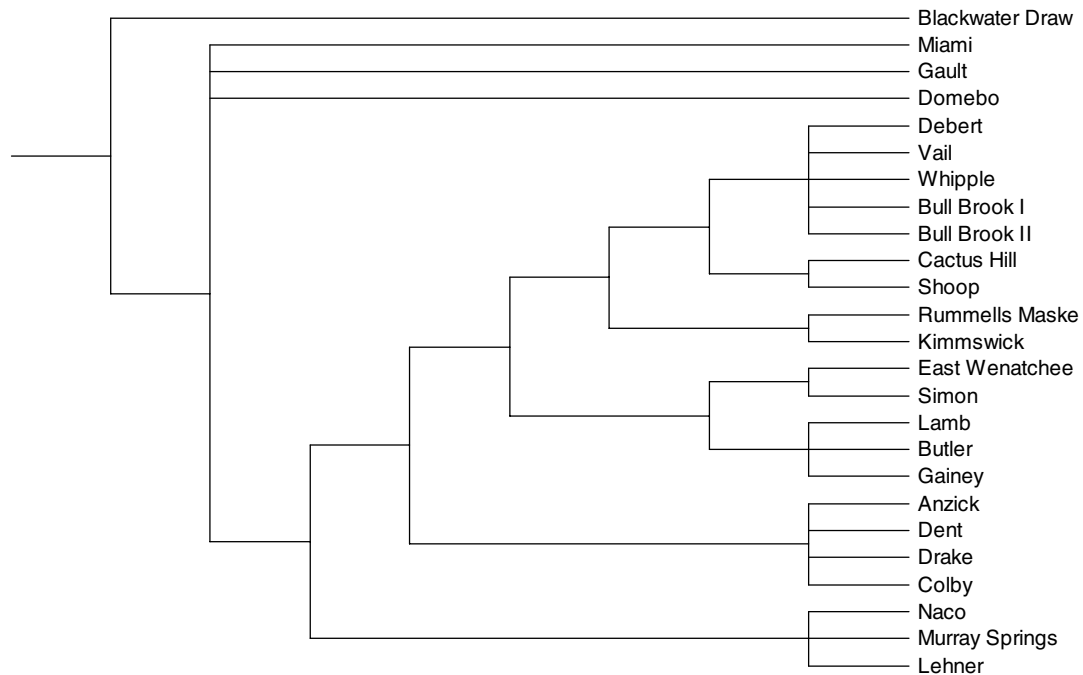 Blackwater Draw
Miami
Gault
Domebo
Debert
Vail
Whipple
Bull Brook I
Bull Brook II
Cactus Hill
Shoop
Rummells Maske
Kimmswick
East Wenatchee
Simon
Lamb
Butler
Gainey
Anzick
Dent
Drake
Colby
Naco
Murray Springs
Lehner